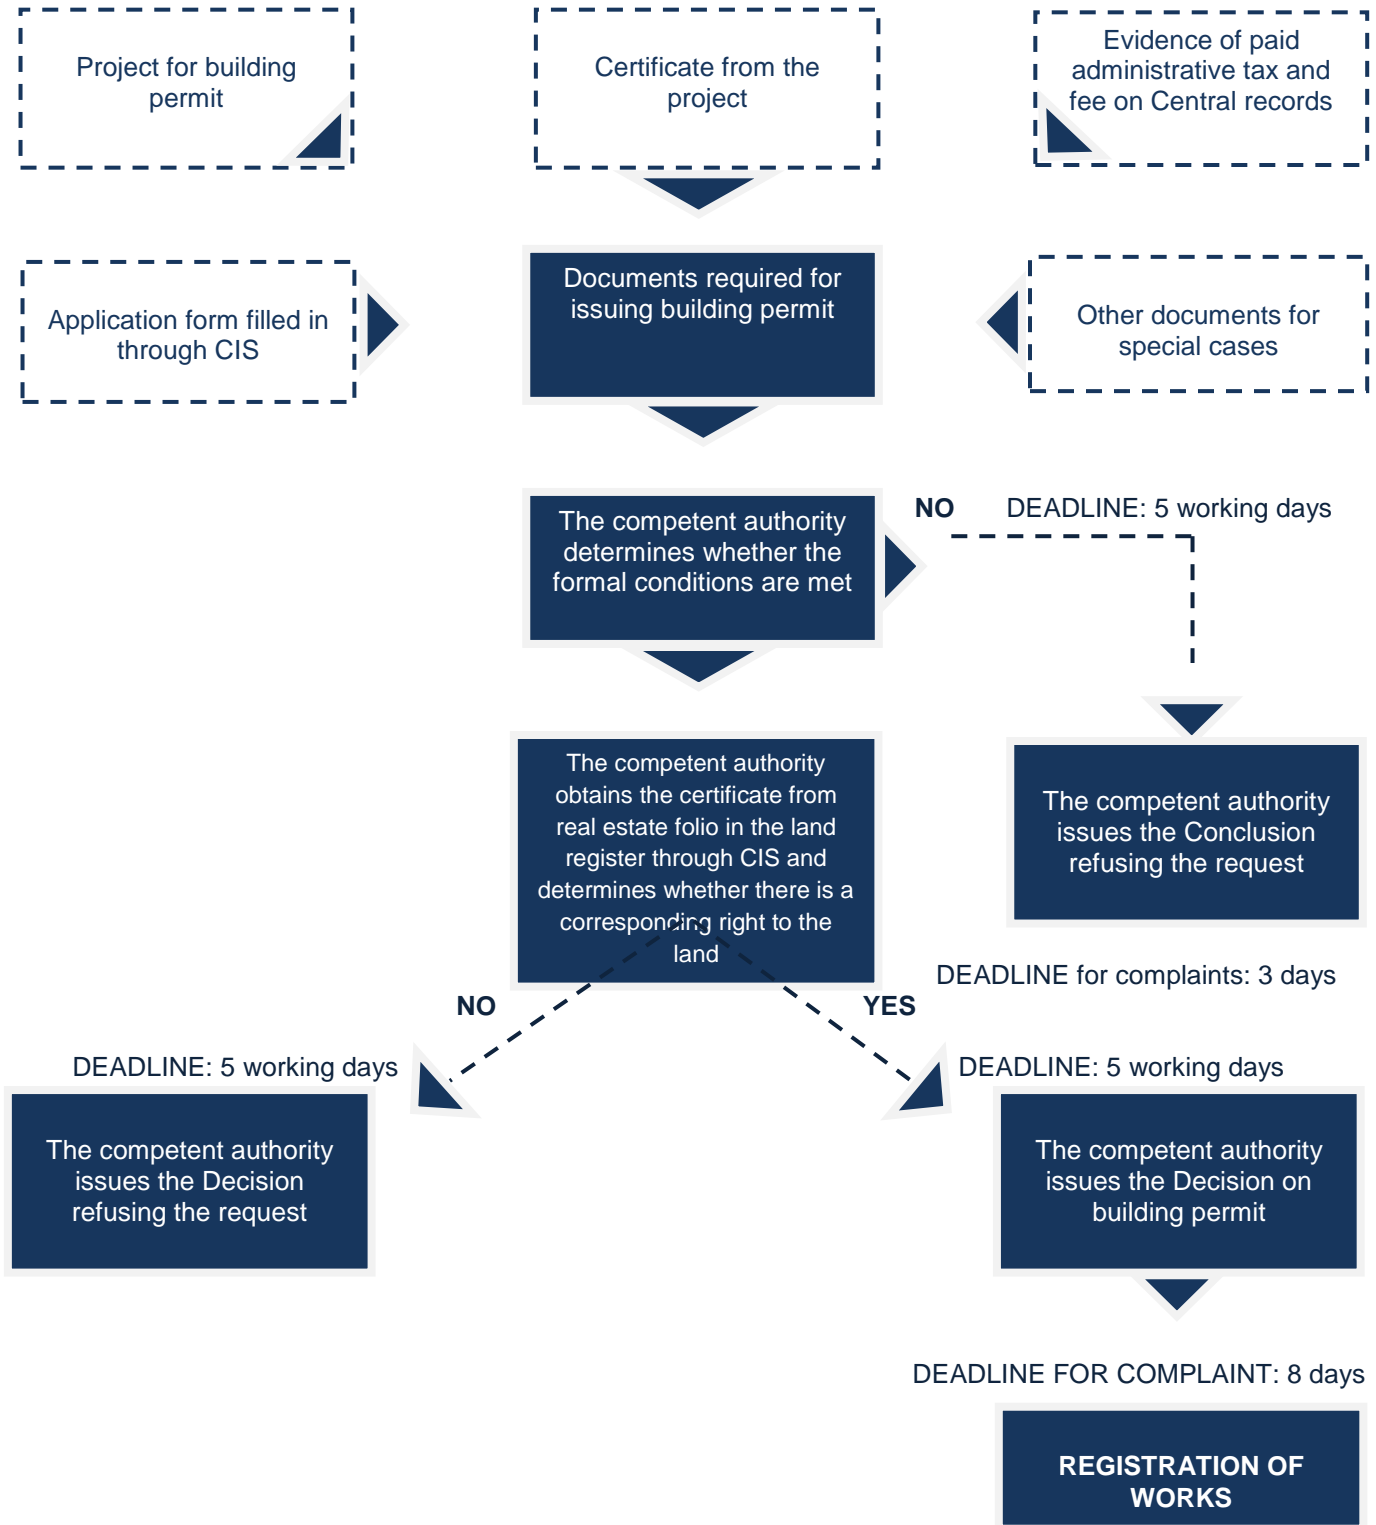 Project for building
permit
Certificate from the
project
Evidence of paid
administrative tax and
fee on Central records
Application form filled in
through CIS
Documents required for
issuing building permit
Other documents for
special cases
The competent authority
determines whether the
formal conditions are met
NO
DEADLINE: 5 working days
The competent authority
obtains the certificate from
real estate folio in the land
register through CIS and
determines whether there is a
corresponding right to the
land
The competent authority
issues the Conclusion
refusing the request
DEADLINE for complaints: 3 days
NO
YES
DEADLINE: 5 working days
DEADLINE: 5 working days
The competent authority
issues the Decision
refusing the request
The competent authority
issues the Decision on
building permit
DEADLINE FOR COMPLAINT: 8 days
REGISTRATION OF
WORKS